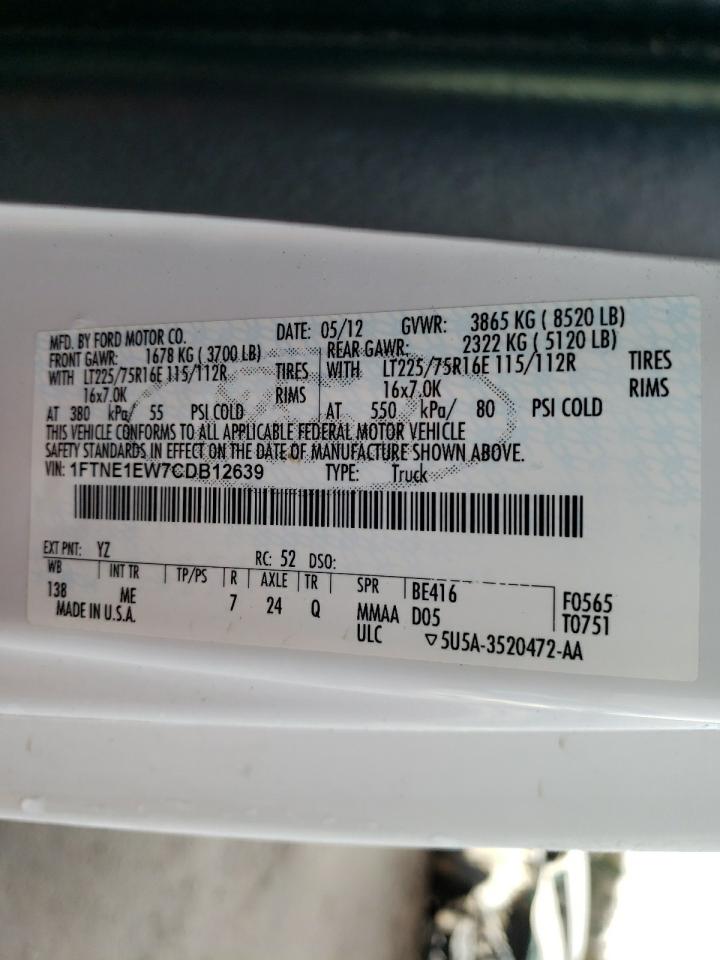 MFD. BY FORD MOTOR CO. DATE: 05/12 GVWR: 3865 KG ( 8520 LB)
FRONT GAWR: 1678 KG ( 3700 LB) REAR GAWR: 2322 KG ( 5120 LB)
WITH LT225/75R16E 115/112R TIRES WITH LT225/75R16E 115/112R TIRES
16x7.0K RIMS 16x7.0K RIMS
AT 380 kPa/ 55 PSI COLD AT 550 kPa/ 80 PSI COLD
THIS VEHICLE CONFORMS TO ALL APPLICABLE FEDERAL MOTOR VEHICLE
SAFETY STANDARDS IN EFFECT ON THE DATE OF MANUFACTURE SHOWN ABOVE.
VIN: 1FTNE1EW7CDB12639 TYPE: Truck
EXT PNT: YZ RC: 52 DSO:
WB INT TR TP/PS R AXLE TR SPR BE416 F0565
138 ME 7 24 Q MMAA D05 T0751
MADE IN U.S.A. ULC ▽5U5A-3520472-AA